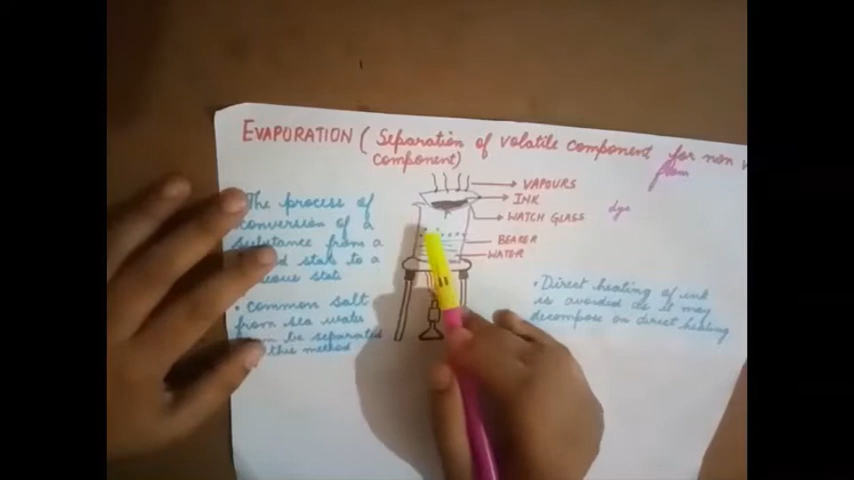 EVAPORATION ( Separation of volatile component for non
from
component)
VAPOURS
INK
dye
WATCH GLASS
BEAKER
WATER
The process of
conversion of a
substance from a
state to a
state
• Common salt
from sea water
be separated
this method
• Direct heating of ink
is avoided as it may
decompose on direct heating